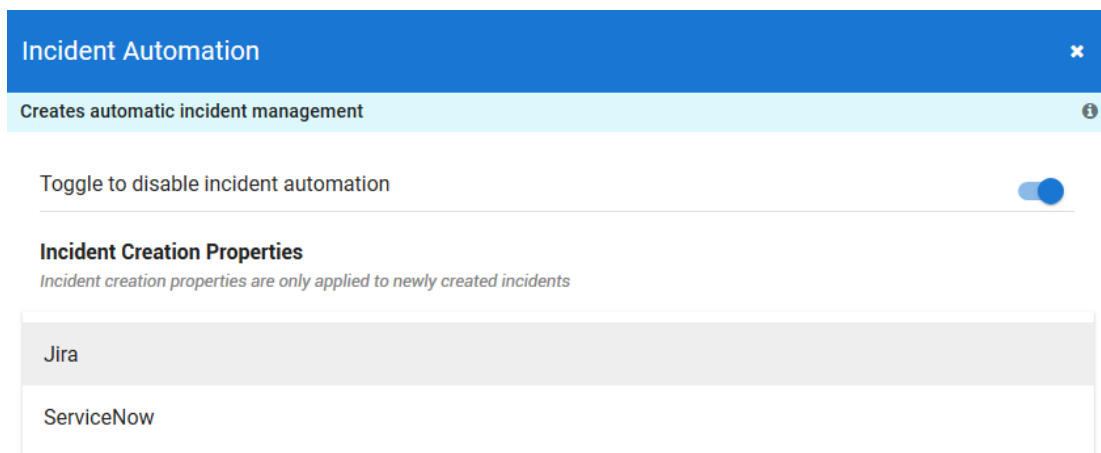 Incident Automation
Creates automatic incident management
Toggle to disable incident automation
Incident Creation Properties
Incident creation properties are only applied to newly created incidents
Jira
ServiceNow